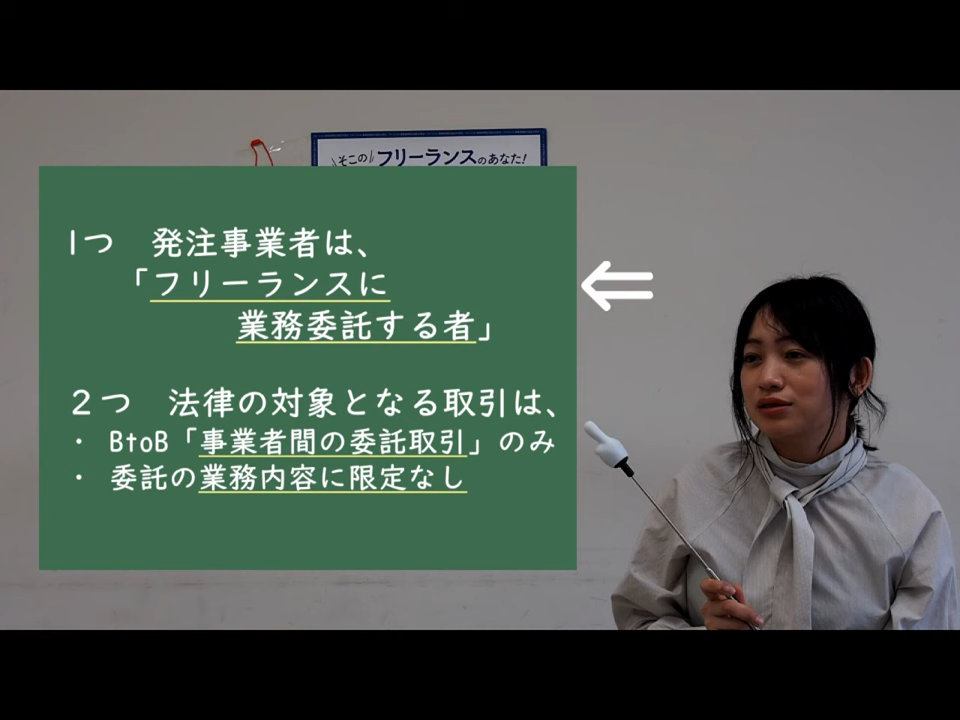 そこの
フリーランスのあなた!
1つ 発注事業者は、
「フリーランスに
業務委託する者」
2つ 法律の対象となる取引は、
・ BtoB「事業者間の委託取引」のみ
・ 委託の業務内容に限定なし